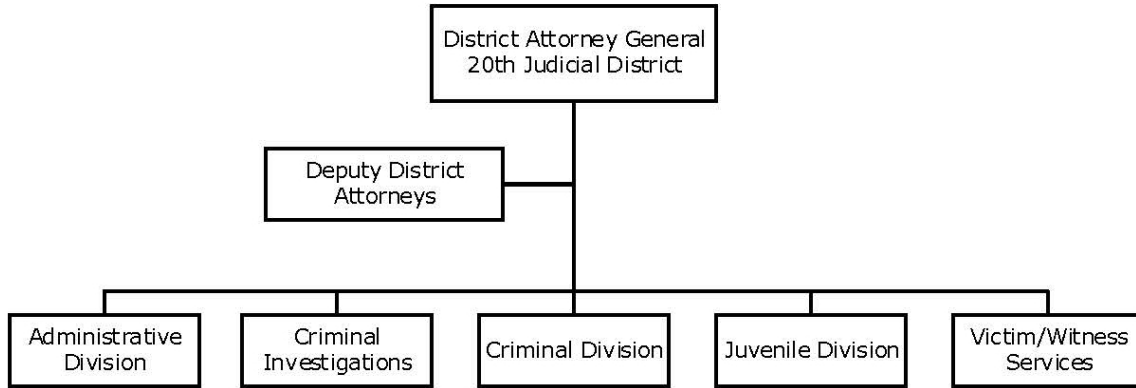 District Attorney General
20th Judicial District
Deputy District
Attorneys
Administrative
Division
Criminal
Investigations
Criminal Division
Juvenile Division
Victim/Witness
Services